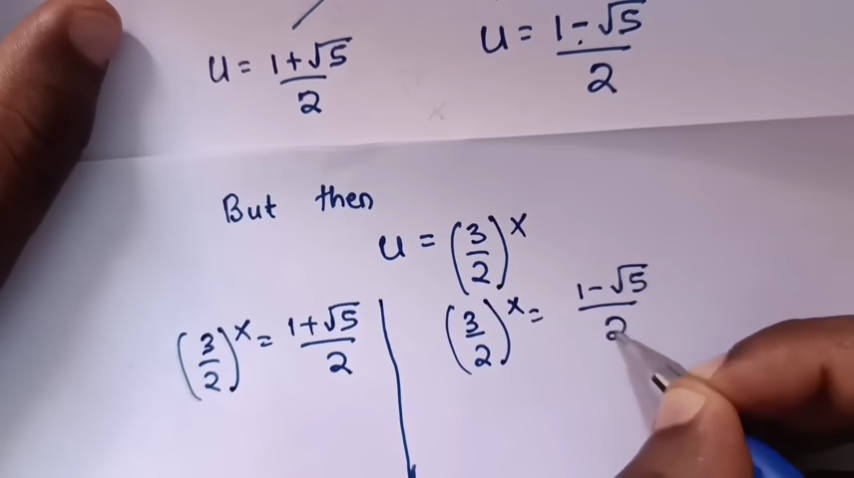 u = (1+√5)/2    u = (1-√5)/2
But then
u = (3/2)^x
(3/2)^x = (1+√5)/2    (3/2)^x = (1-√5)/2